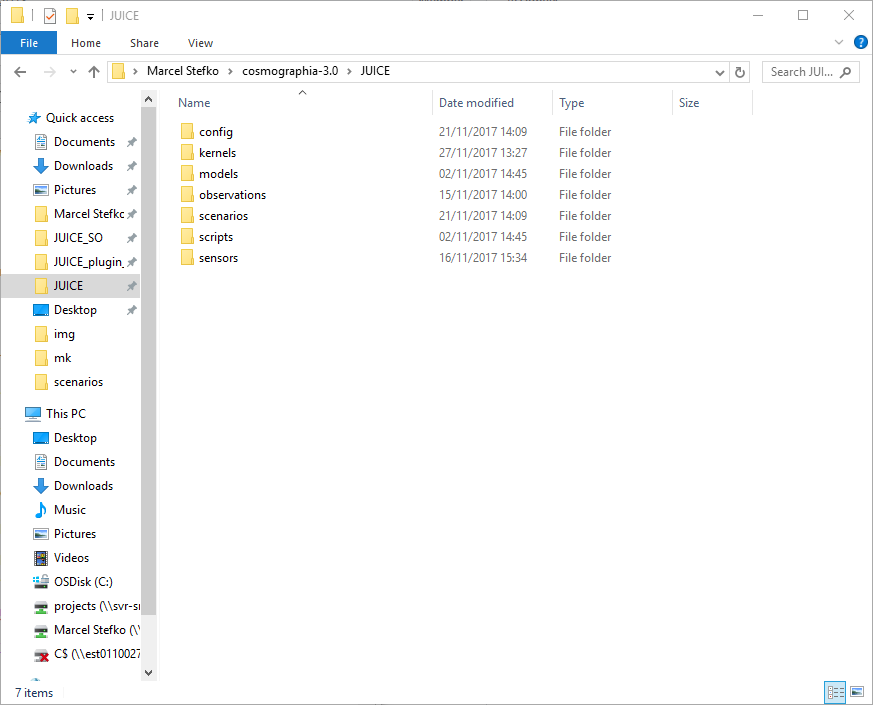 JUICE
File Home Share View
Marcel Stefko cosmographia-3.0 JUICE
Search JUI...
Name Date modified Type Size
config 21/11/2017 14:09 File folder
kernels 27/11/2017 13:27 File folder
models 02/11/2017 14:45 File folder
observations 15/11/2017 14:00 File folder
scenarios 21/11/2017 14:09 File folder
scripts 02/11/2017 14:45 File folder
sensors 16/11/2017 15:34 File folder
Quick access
Documents
Downloads
Pictures
Marcel Stefko
JUICE_SO
JUICE_plugin_
JUICE
Desktop
img
mk
scenarios
This PC
Desktop
Documents
Downloads
Music
Pictures
Videos
OSDisk (C:)
projects (\\svr-sr
Marcel Stefko (\\
C$ (\\est0110027
7 items